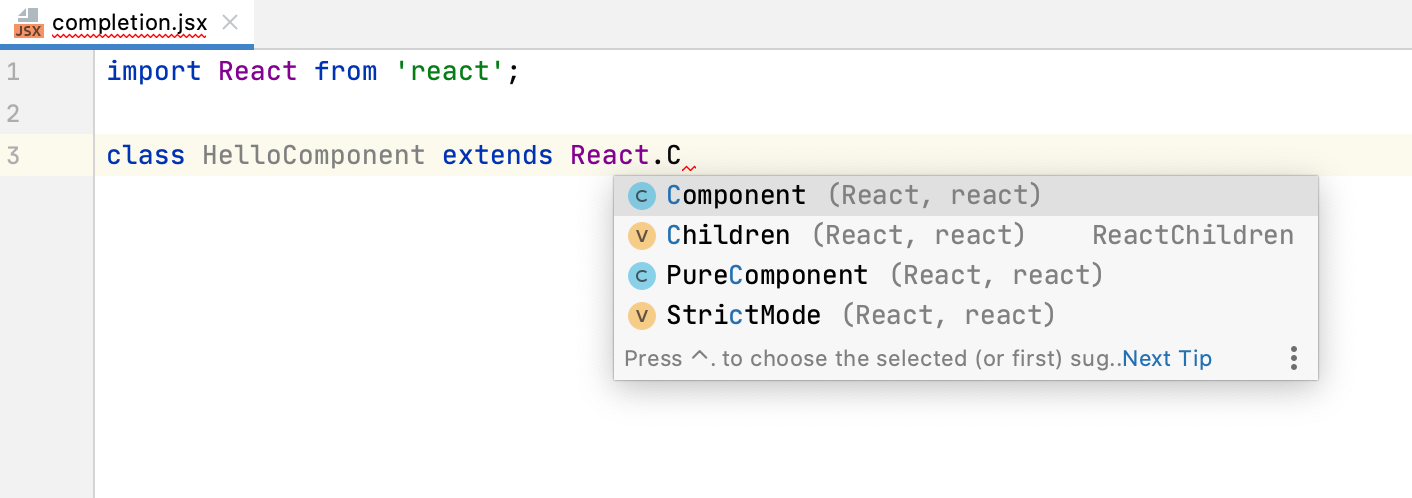 JSX completion.jsx
1 import React from 'react';
2
3 class HelloComponent extends React.C
C Component (React, react)
V Children (React, react) ReactChildren
C PureComponent (React, react)
V StrictMode (React, react)
Press ^. to choose the selected (or first) sug..Next Tip